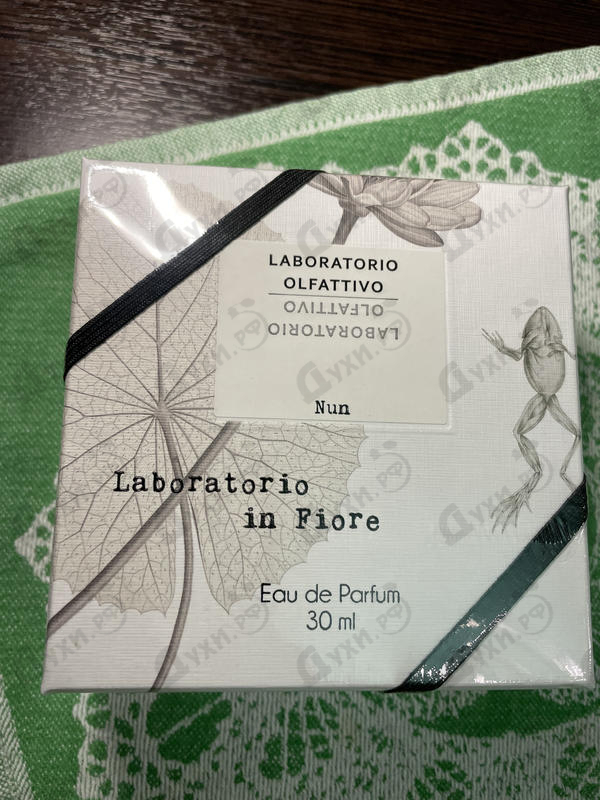 LABORATORIO
OLFATTIVO
OLFATTIVO
LABORATORIO
Nun
Laboratorio
in Fiore
Eau de Parfum
30 ml
Духи.рф